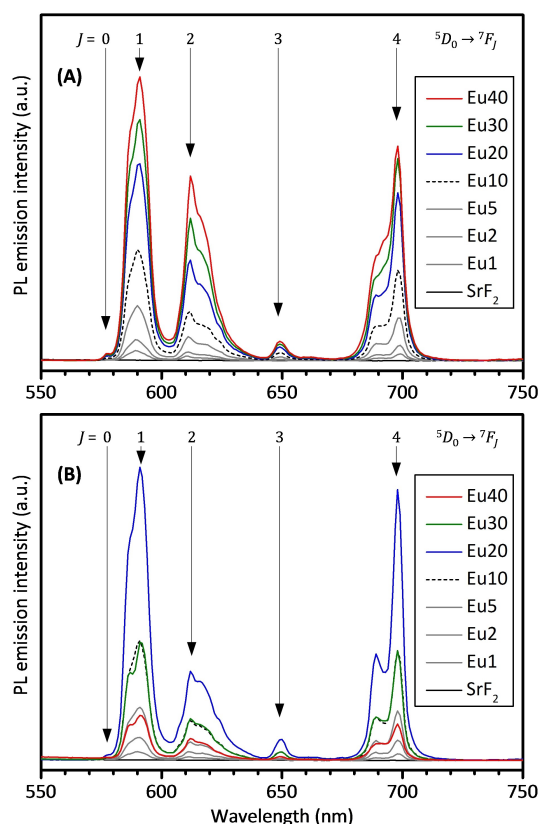 J = 0 1 2 3 4 ⁵D₀ → ⁷F_J
(A)
PL emission intensity (a.u.)
Eu40
Eu30
Eu20
Eu10
Eu5
Eu2
Eu1
SrF₂
550 600 650 700 750
J = 0 1 2 3 4 ⁵D₀ → ⁷F_J
(B)
PL emission intensity (a.u.)
Eu40
Eu30
Eu20
Eu10
Eu5
Eu2
Eu1
SrF₂
550 600 650 700 750
Wavelength (nm)